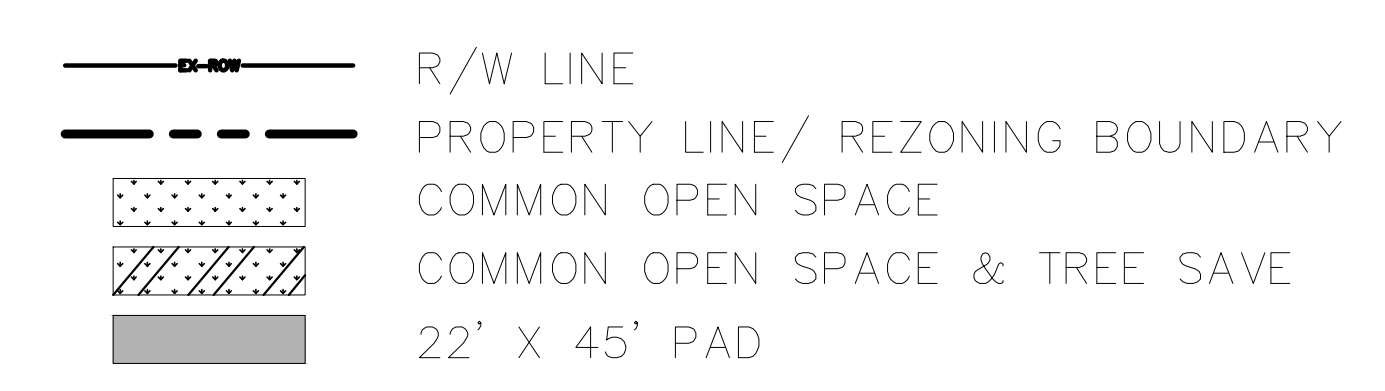 EX-ROW R/W LINE
PROPERTY LINE/ REZONING BOUNDARY
COMMON OPEN SPACE
COMMON OPEN SPACE & TREE SAVE
22' X 45' PAD